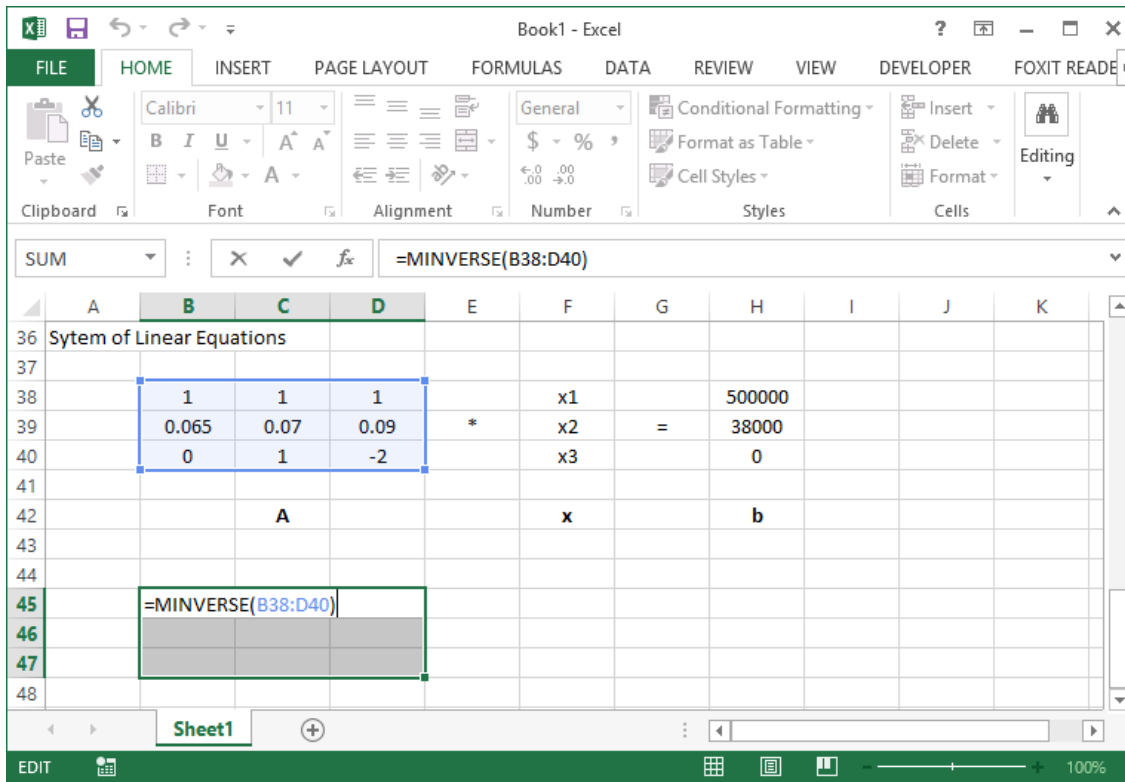 Book1 - Excel ?
FILE HOME INSERT PAGE LAYOUT FORMULAS DATA REVIEW VIEW DEVELOPER FOXIT READE
Calibri 11 General Conditional Formatting Insert
B I U A A $ % , Format as Table Delete
Paste Editing
A .0 .00 .00 .0 Cell Styles Format
Clipboard Font Alignment Number Styles Cells
SUM fx =MINVERSE(B38:D40)
A B C D E F G H I J K
36 Sytem of Linear Equations
37
38 1 1 1 x1 500000
39 0.065 0.07 0.09 * x2 = 38000
40 0 1 -2 x3 0
41
42 A x b
43
44
45 =MINVERSE(B38:D40)
46
47
48
Sheet1
EDIT 100%